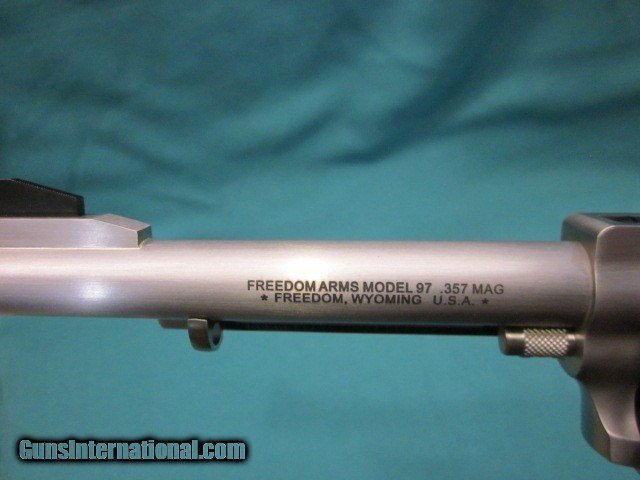 FREEDOM ARMS MODEL 97 .357 MAG
★ FREEDOM, WYOMING U.S.A. ★
GunsInternational.com